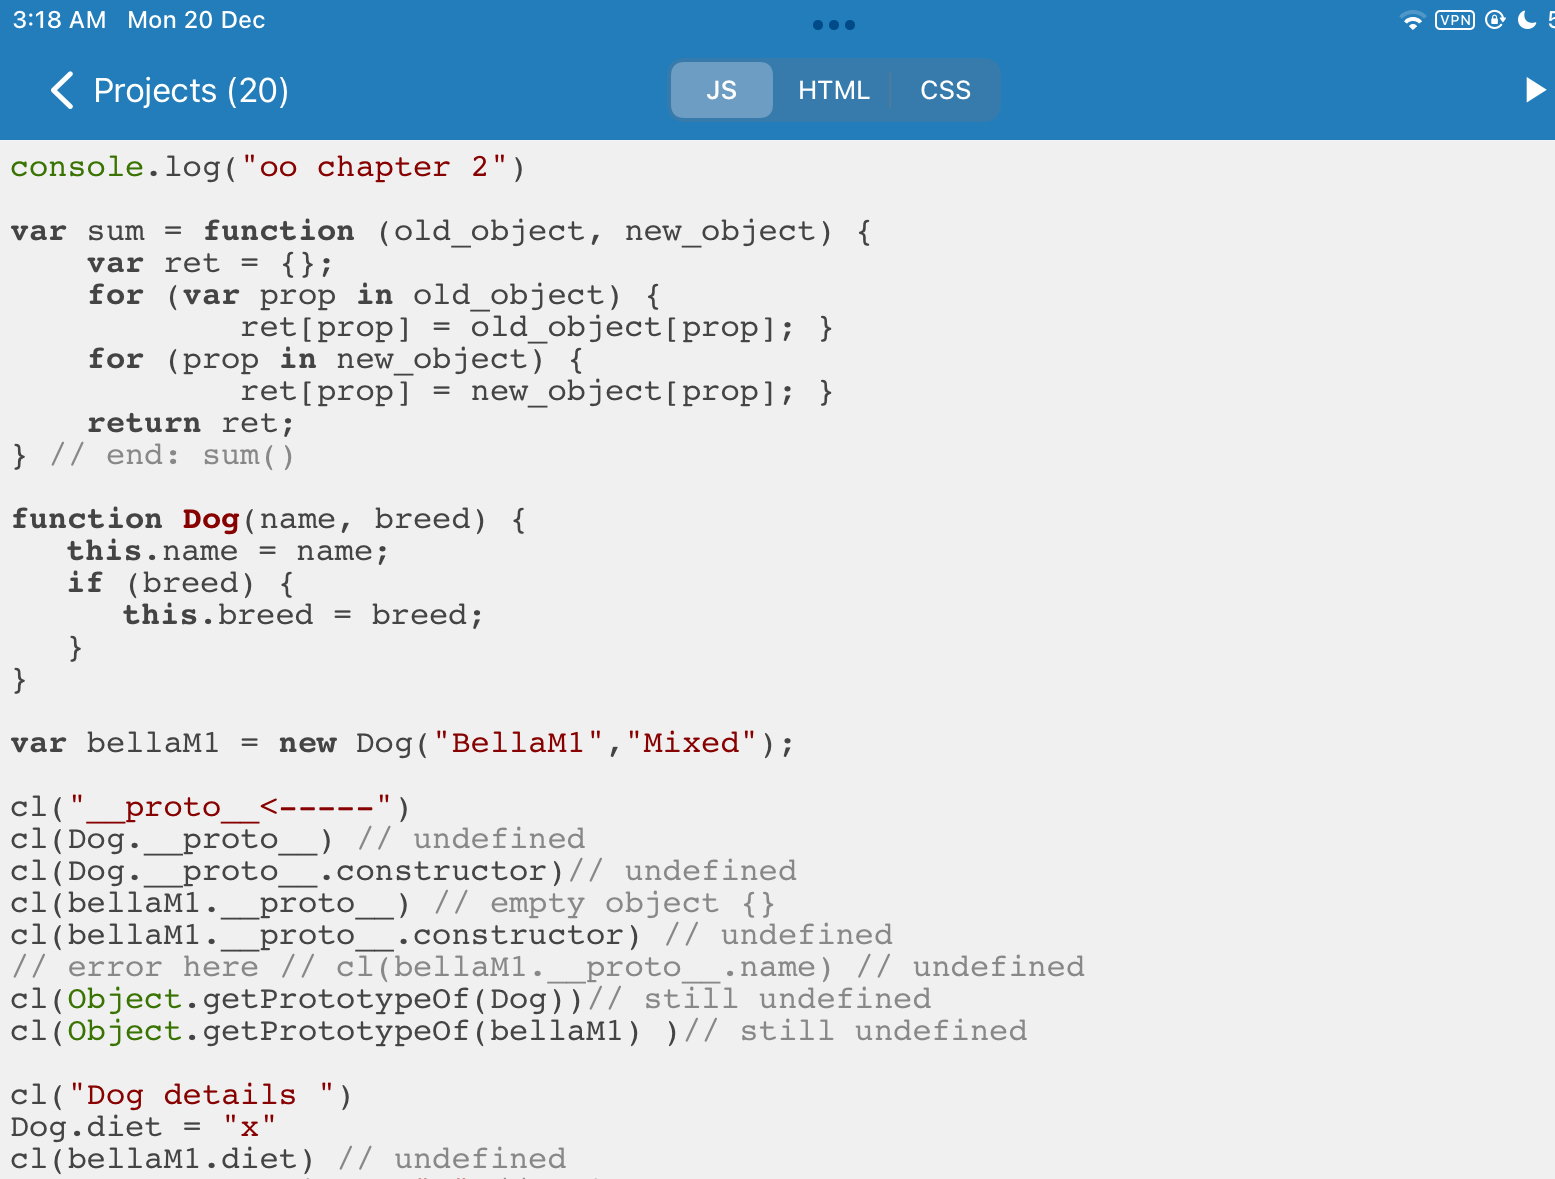 3:18 AM Mon 20 Dec
VPN
Projects (20)
JS HTML CSS
console.log("oo chapter 2")
var sum = function (old_object, new_object) {
    var ret = {};
    for (var prop in old_object) {
            ret[prop] = old_object[prop]; }
    for (prop in new_object) {
            ret[prop] = new_object[prop]; }
    return ret;
} // end: sum()
function Dog(name, breed) {
   this.name = name;
   if (breed) {
      this.breed = breed;
   }
}
var bellaM1 = new Dog("BellaM1","Mixed");
cl("__proto__<-----")
cl(Dog.__proto__) // undefined
cl(Dog.__proto__.constructor)// undefined
cl(bellaM1.__proto__) // empty object {}
cl(bellaM1.__proto__.constructor) // undefined
// error here // cl(bellaM1.__proto__.name) // undefined
cl(Object.getPrototypeOf(Dog))// still undefined
cl(Object.getPrototypeOf(bellaM1) )// still undefined
cl("Dog details ")
Dog.diet = "x"
cl(bellaM1.diet) // undefined